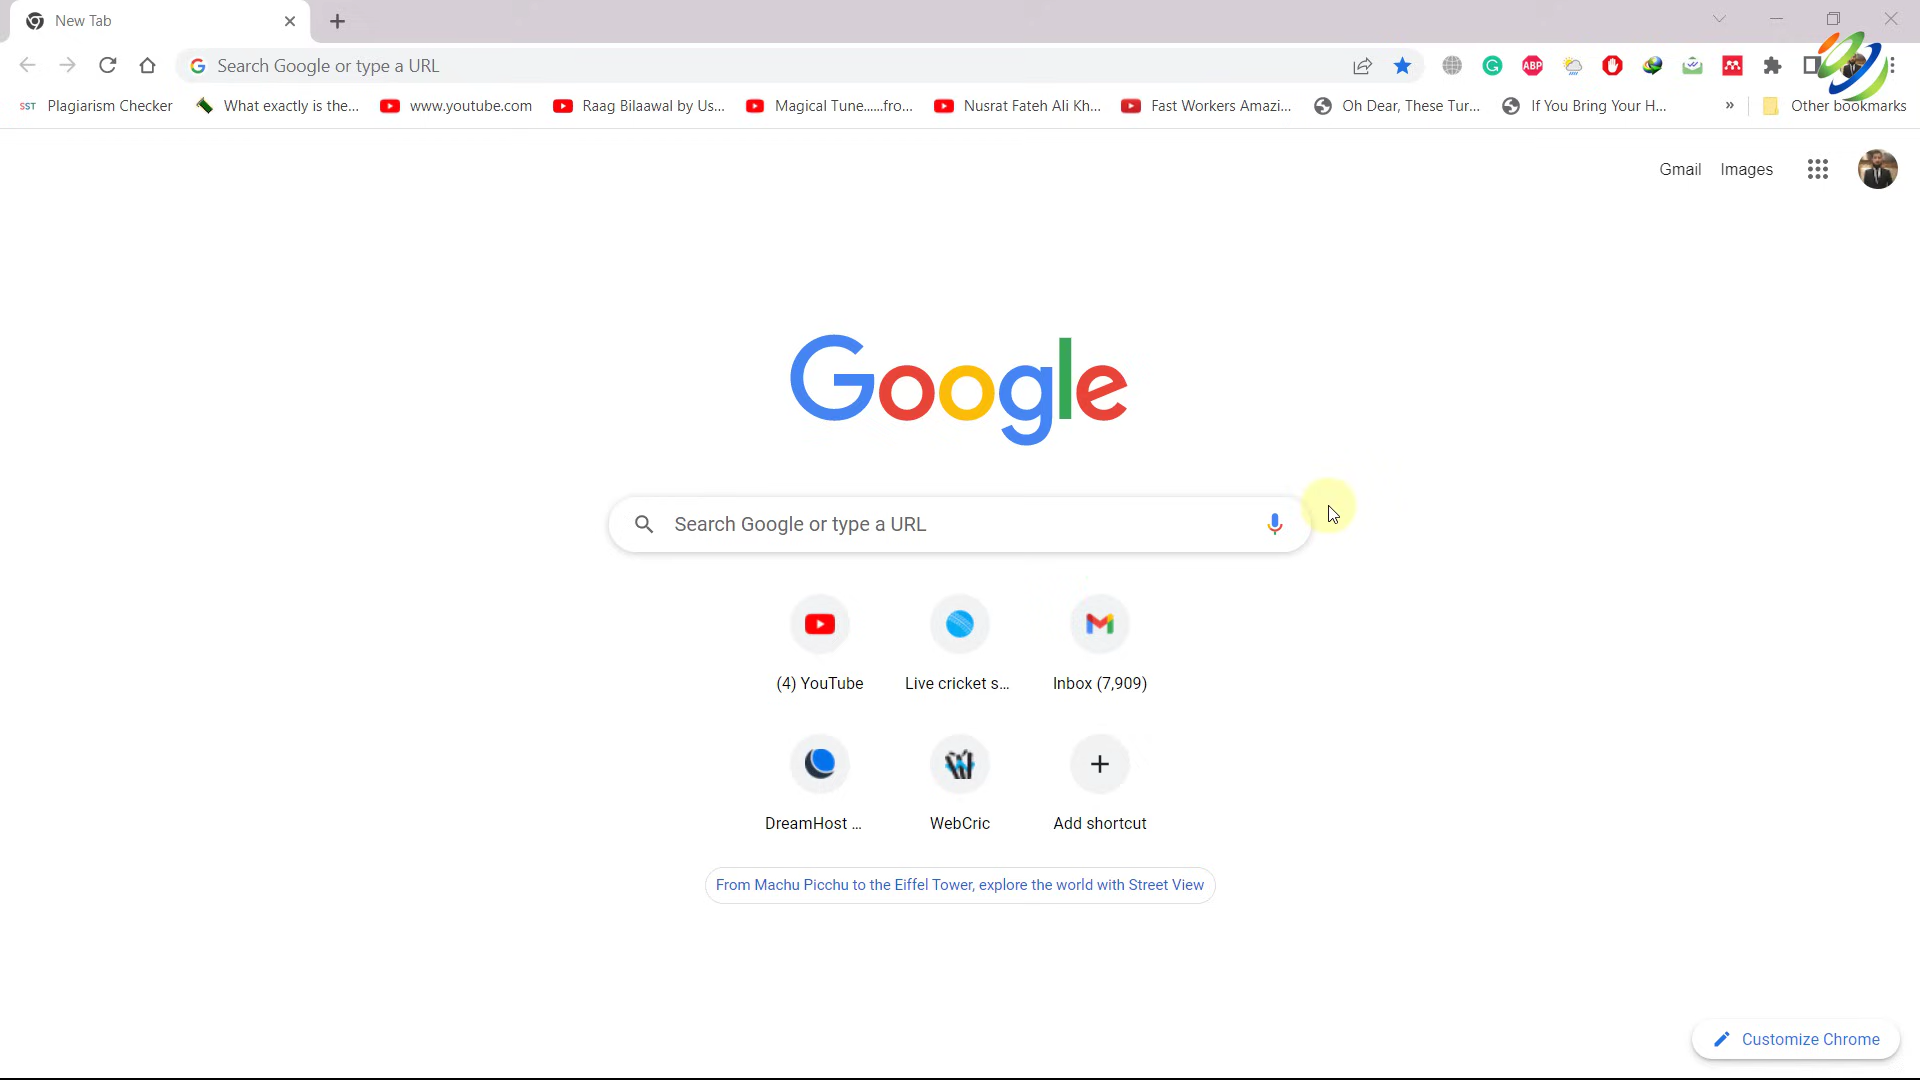 New Tab
Search Google or type a URL
ABP
SST Plagiarism Checker What exactly is the... www.youtube.com Raag Bilaawal by Us... Magical Tune......fro... Nusrat Fateh Ali Kh... Fast Workers Amazi... Oh Dear, These Tur... If You Bring Your H... » Other bookmarks
Gmail Images
Google
Search Google or type a URL
(4) YouTube Live cricket s... Inbox (7,909)
DreamHost ... WebCric Add shortcut
From Machu Picchu to the Eiffel Tower, explore the world with Street View
Customize Chrome